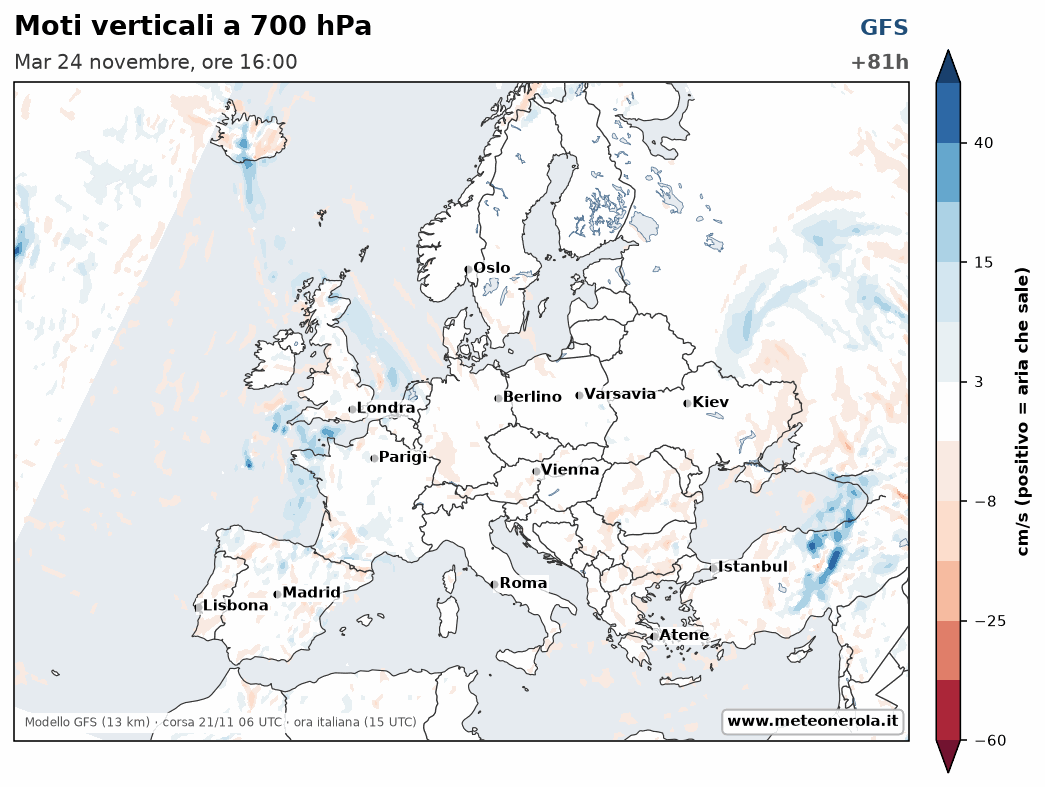 Moti verticali a 700 hPa
GFS
Mar 24 novembre, ore 16:00
+81h
40
15
3
−8
−25
−60
cm/s (positivo = aria che sale)
Oslo
Londra
Berlino
Varsavia
Kiev
Parigi
Vienna
Istanbul
Roma
Madrid
Lisbona
Atene
Modello GFS (13 km) · corsa 21/11 06 UTC · ora italiana (15 UTC)
www.meteonerola.it